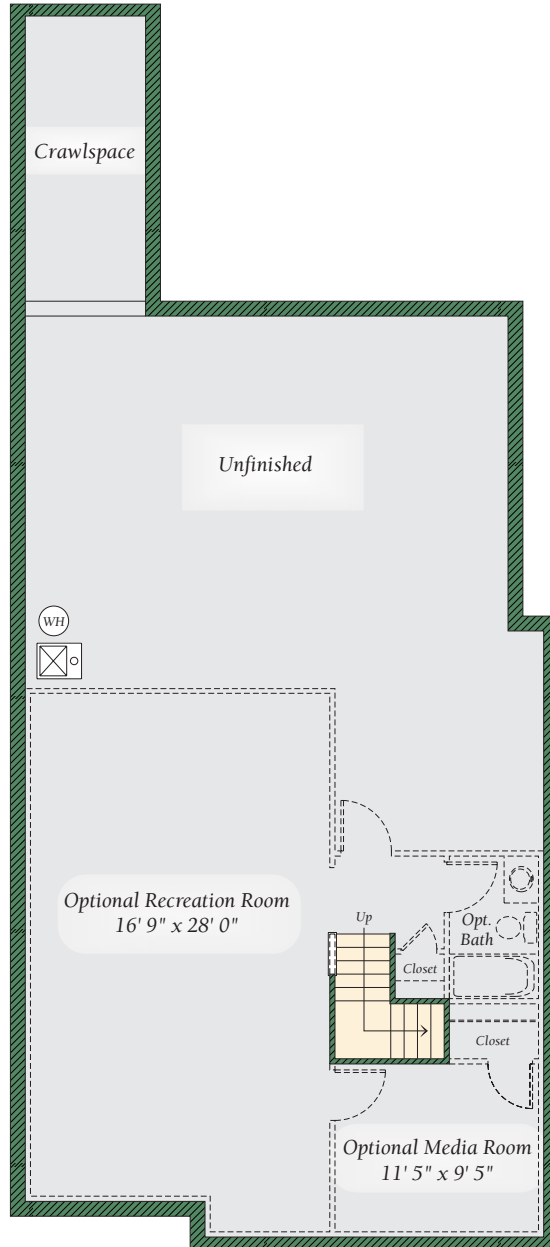 Crawlspace
Unfinished
WH
Optional Recreation Room
16' 9" x 28' 0"
Up
Opt.
Bath
Closet
Closet
Optional Media Room
11' 5" x 9' 5"